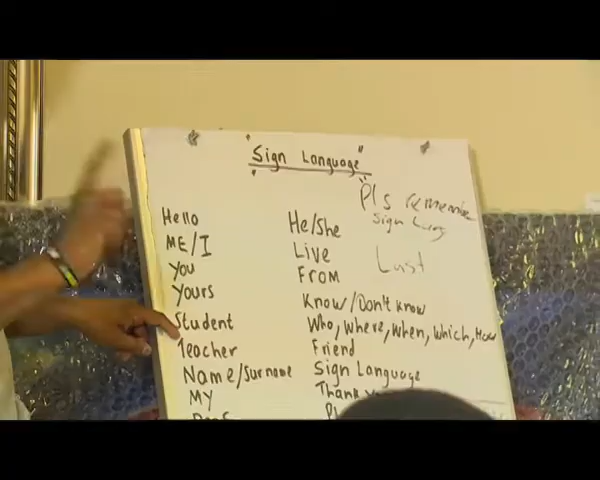 "Sign Language"
Pls remember
Sign Lang
Last
Hello
ME/I
You
Yours
Student
Teacher
Name/Surname
MY
He/She
Live
From
Know/Don't know
Who, Where, When, Which, How
Friend
Sign Language
Thank